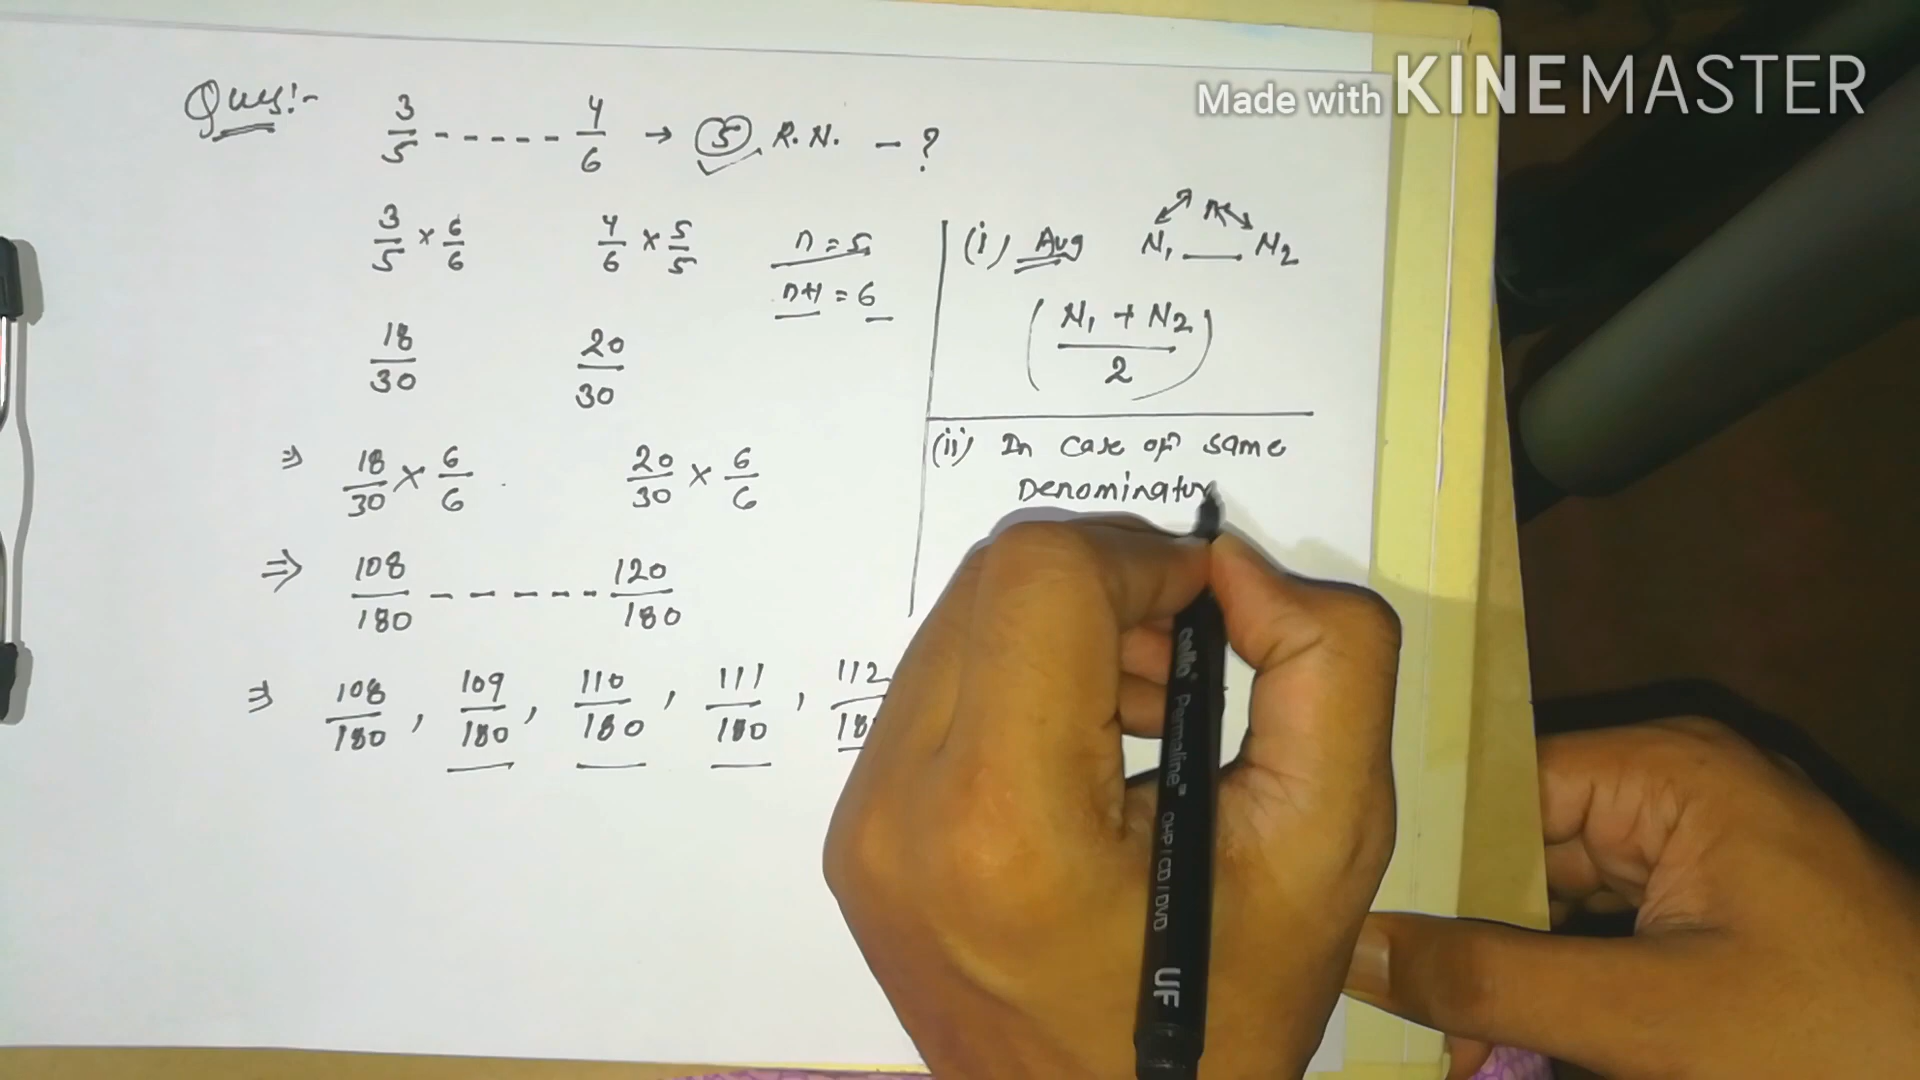 Made with KINEMASTER
Ques:-
3/5 ----- 4/6 → 5 R.N. - ?
3/5 × 6/6 4/6 × 5/5
n = 5
n+1 = 6
18/30 20/30
⇒ 18/30 × 6/6 20/30 × 6/6
⇒ 108/180 ------ 120/180
⇒ 108/180 , 109/180 , 110/180 , 111/180 , 112/18
(i) Avg N₁ — N₂
(N₁ + N₂ / 2)
(ii) In case of same
Denominator
cello Permaline™ OHP / CD / DVD UF